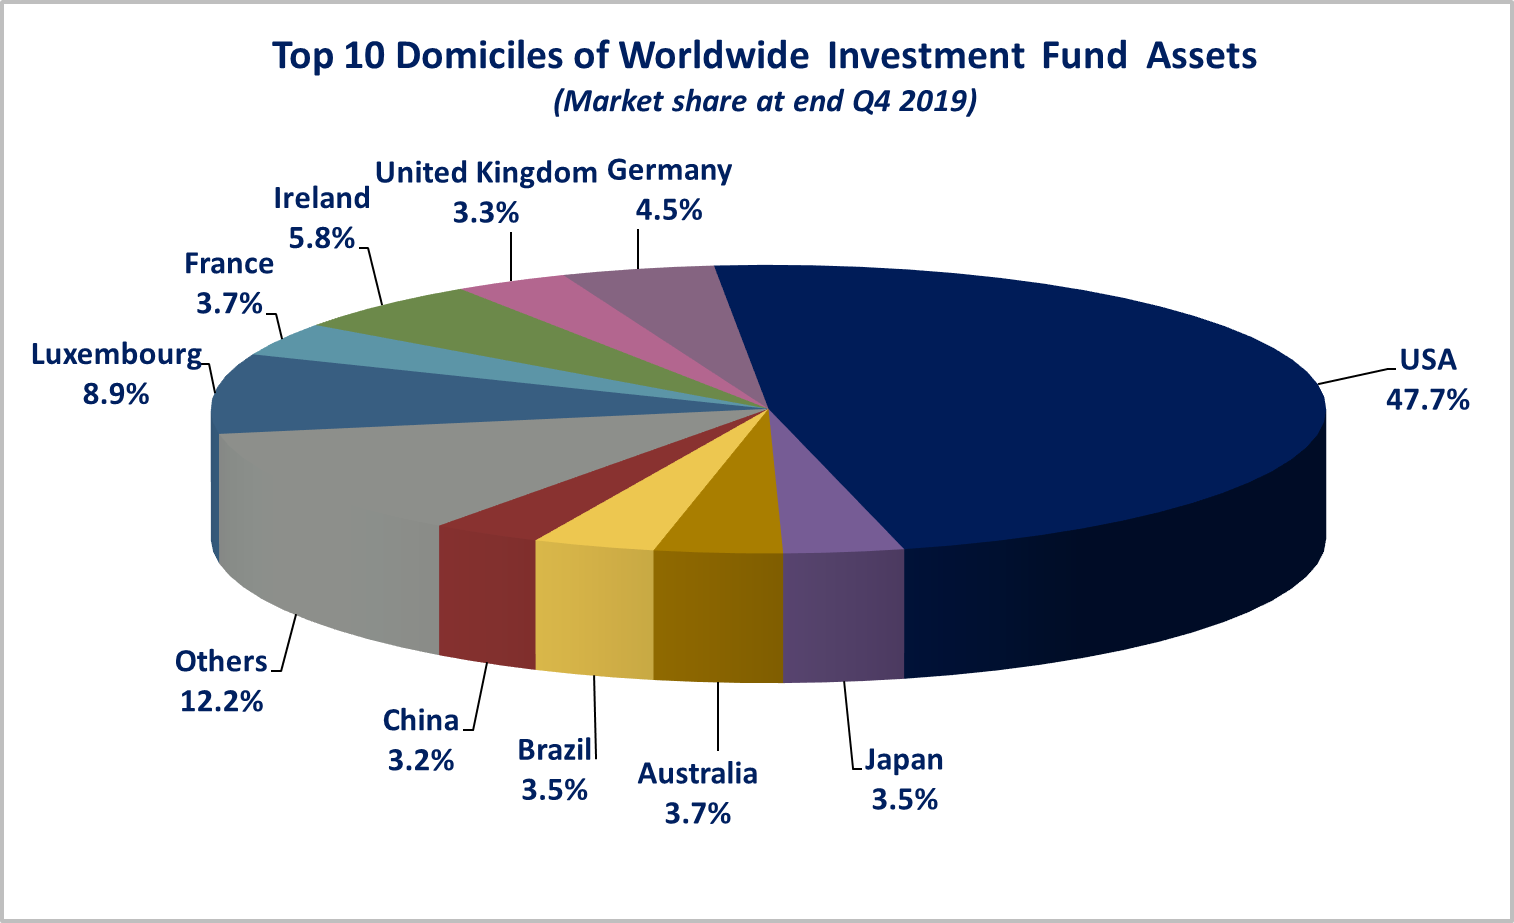 Top 10 Domiciles of Worldwide Investment Fund Assets
(Market share at end Q4 2019)
United Kingdom
3.3%
Germany
4.5%
Ireland
5.8%
France
3.7%
Luxembourg
8.9%
USA
47.7%
Others
12.2%
China
3.2%
Brazil
3.5%
Australia
3.7%
Japan
3.5%